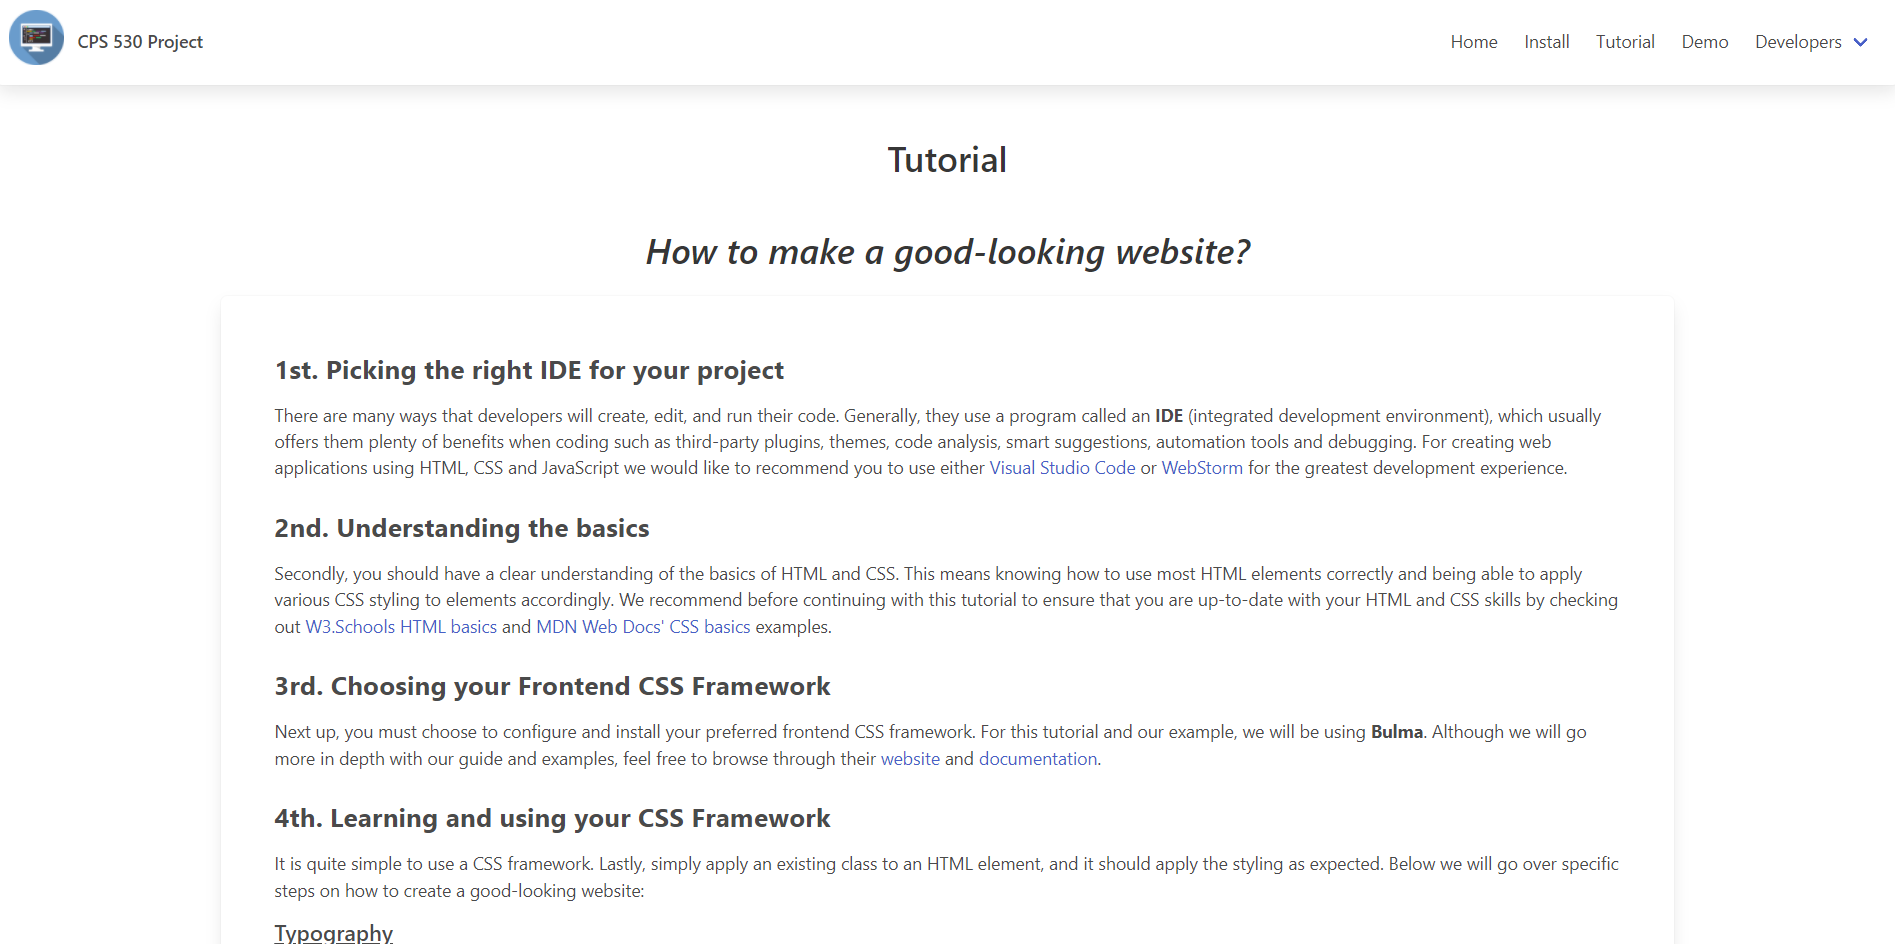 CPS 530 Project
Home Install Tutorial Demo Developers
Tutorial
How to make a good-looking website?
1st. Picking the right IDE for your project
There are many ways that developers will create, edit, and run their code. Generally, they use a program called an IDE (integrated development environment), which usually
offers them plenty of benefits when coding such as third-party plugins, themes, code analysis, smart suggestions, automation tools and debugging. For creating web
applications using HTML, CSS and JavaScript we would like to recommend you to use either Visual Studio Code or WebStorm for the greatest development experience.
2nd. Understanding the basics
Secondly, you should have a clear understanding of the basics of HTML and CSS. This means knowing how to use most HTML elements correctly and being able to apply
various CSS styling to elements accordingly. We recommend before continuing with this tutorial to ensure that you are up-to-date with your HTML and CSS skills by checking
out W3.Schools HTML basics and MDN Web Docs' CSS basics examples.
3rd. Choosing your Frontend CSS Framework
Next up, you must choose to configure and install your preferred frontend CSS framework. For this tutorial and our example, we will be using Bulma. Although we will go
more in depth with our guide and examples, feel free to browse through their website and documentation.
4th. Learning and using your CSS Framework
It is quite simple to use a CSS framework. Lastly, simply apply an existing class to an HTML element, and it should apply the styling as expected. Below we will go over specific
steps on how to create a good-looking website:
Typography